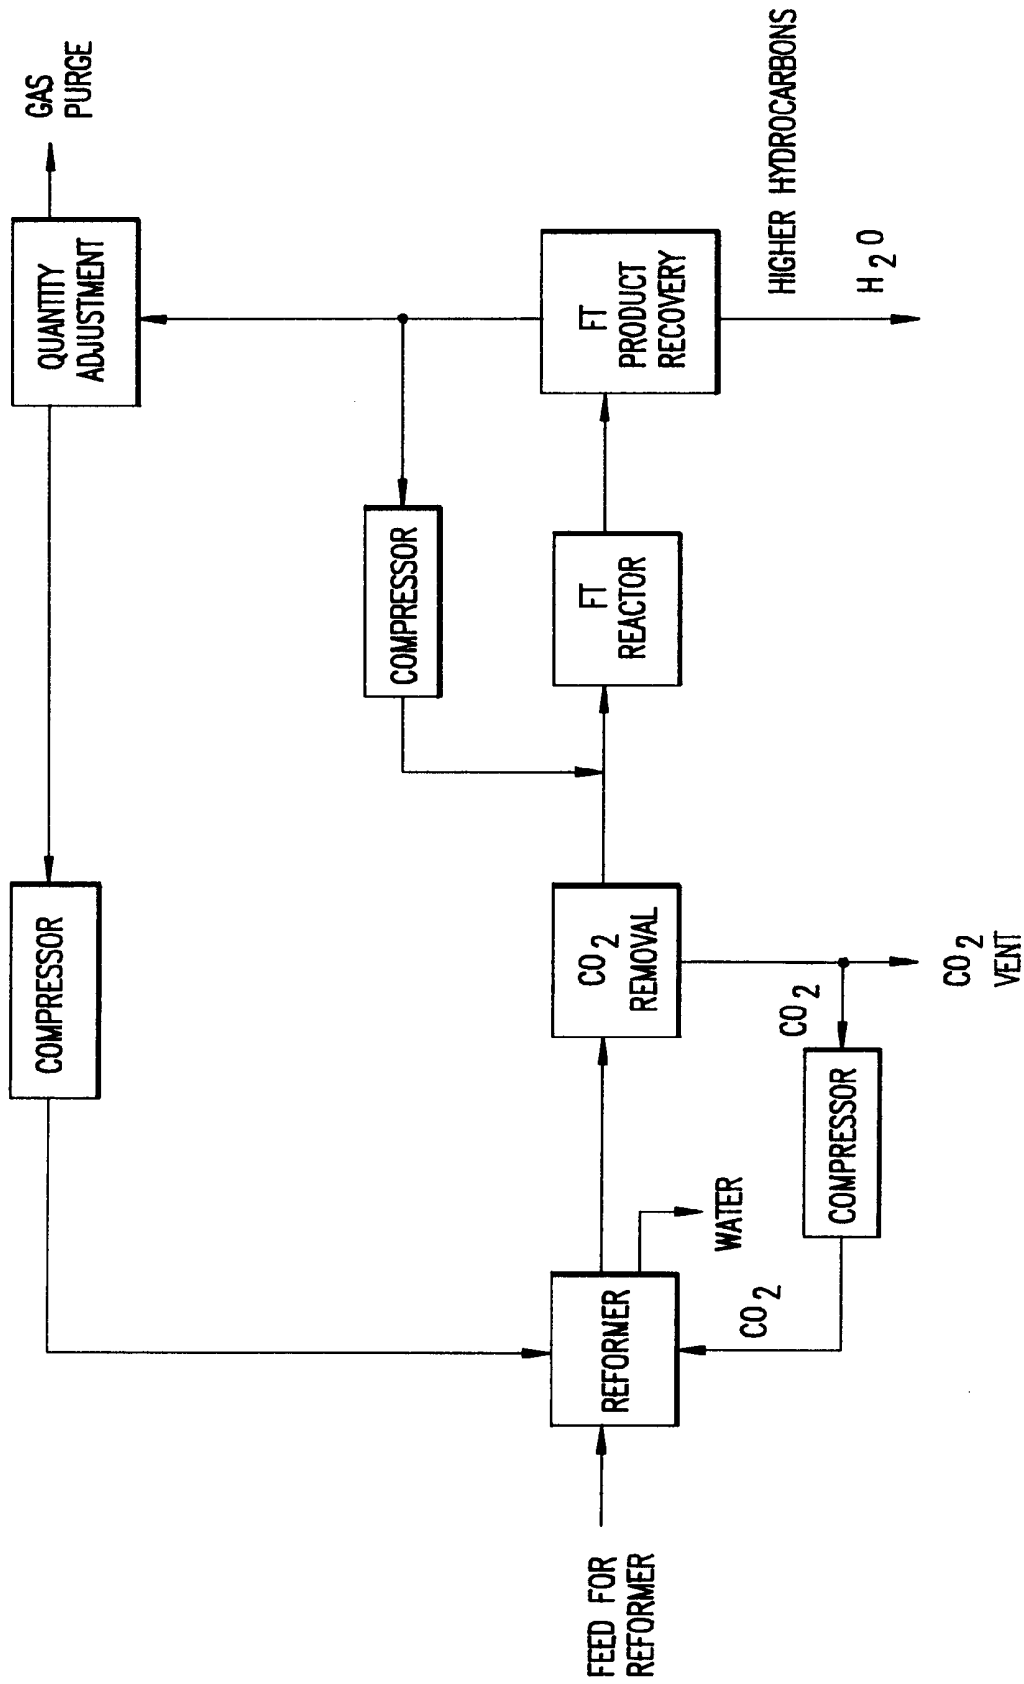 GAS
PURGE
QUANTITY
ADJUSTMENT
COMPRESSOR
COMPRESSOR
FEED FOR
REFORMER
REFORMER
WATER
CO2
REMOVAL
FT
REACTOR
FT
PRODUCT
RECOVERY
HIGHER HYDROCARBONS
H2O
CO2
COMPRESSOR
CO2
CO2
VENT